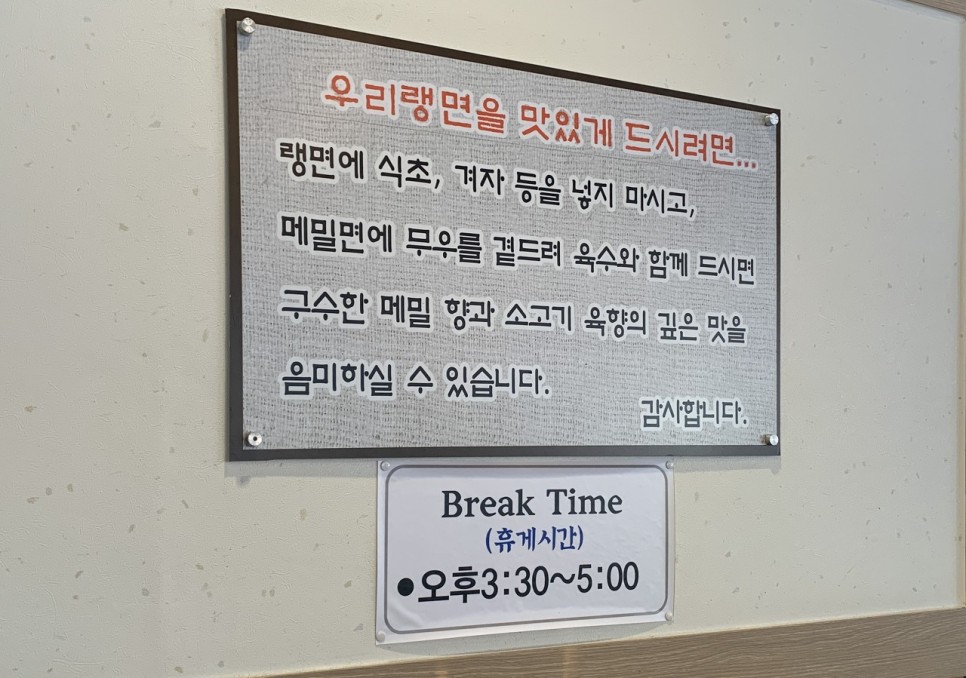 우리랭면을 맛있게 드시려면...
랭면에 식초, 겨자 등을 넣지 마시고,
메밀면에 무우를 곁드려 육수와 함께 드시면
구수한 메밀 향과 소고기 육향의 깊은 맛을
음미하실 수 있습니다.
감사합니다.
Break Time
(휴게시간)
●오후3:30~5:00